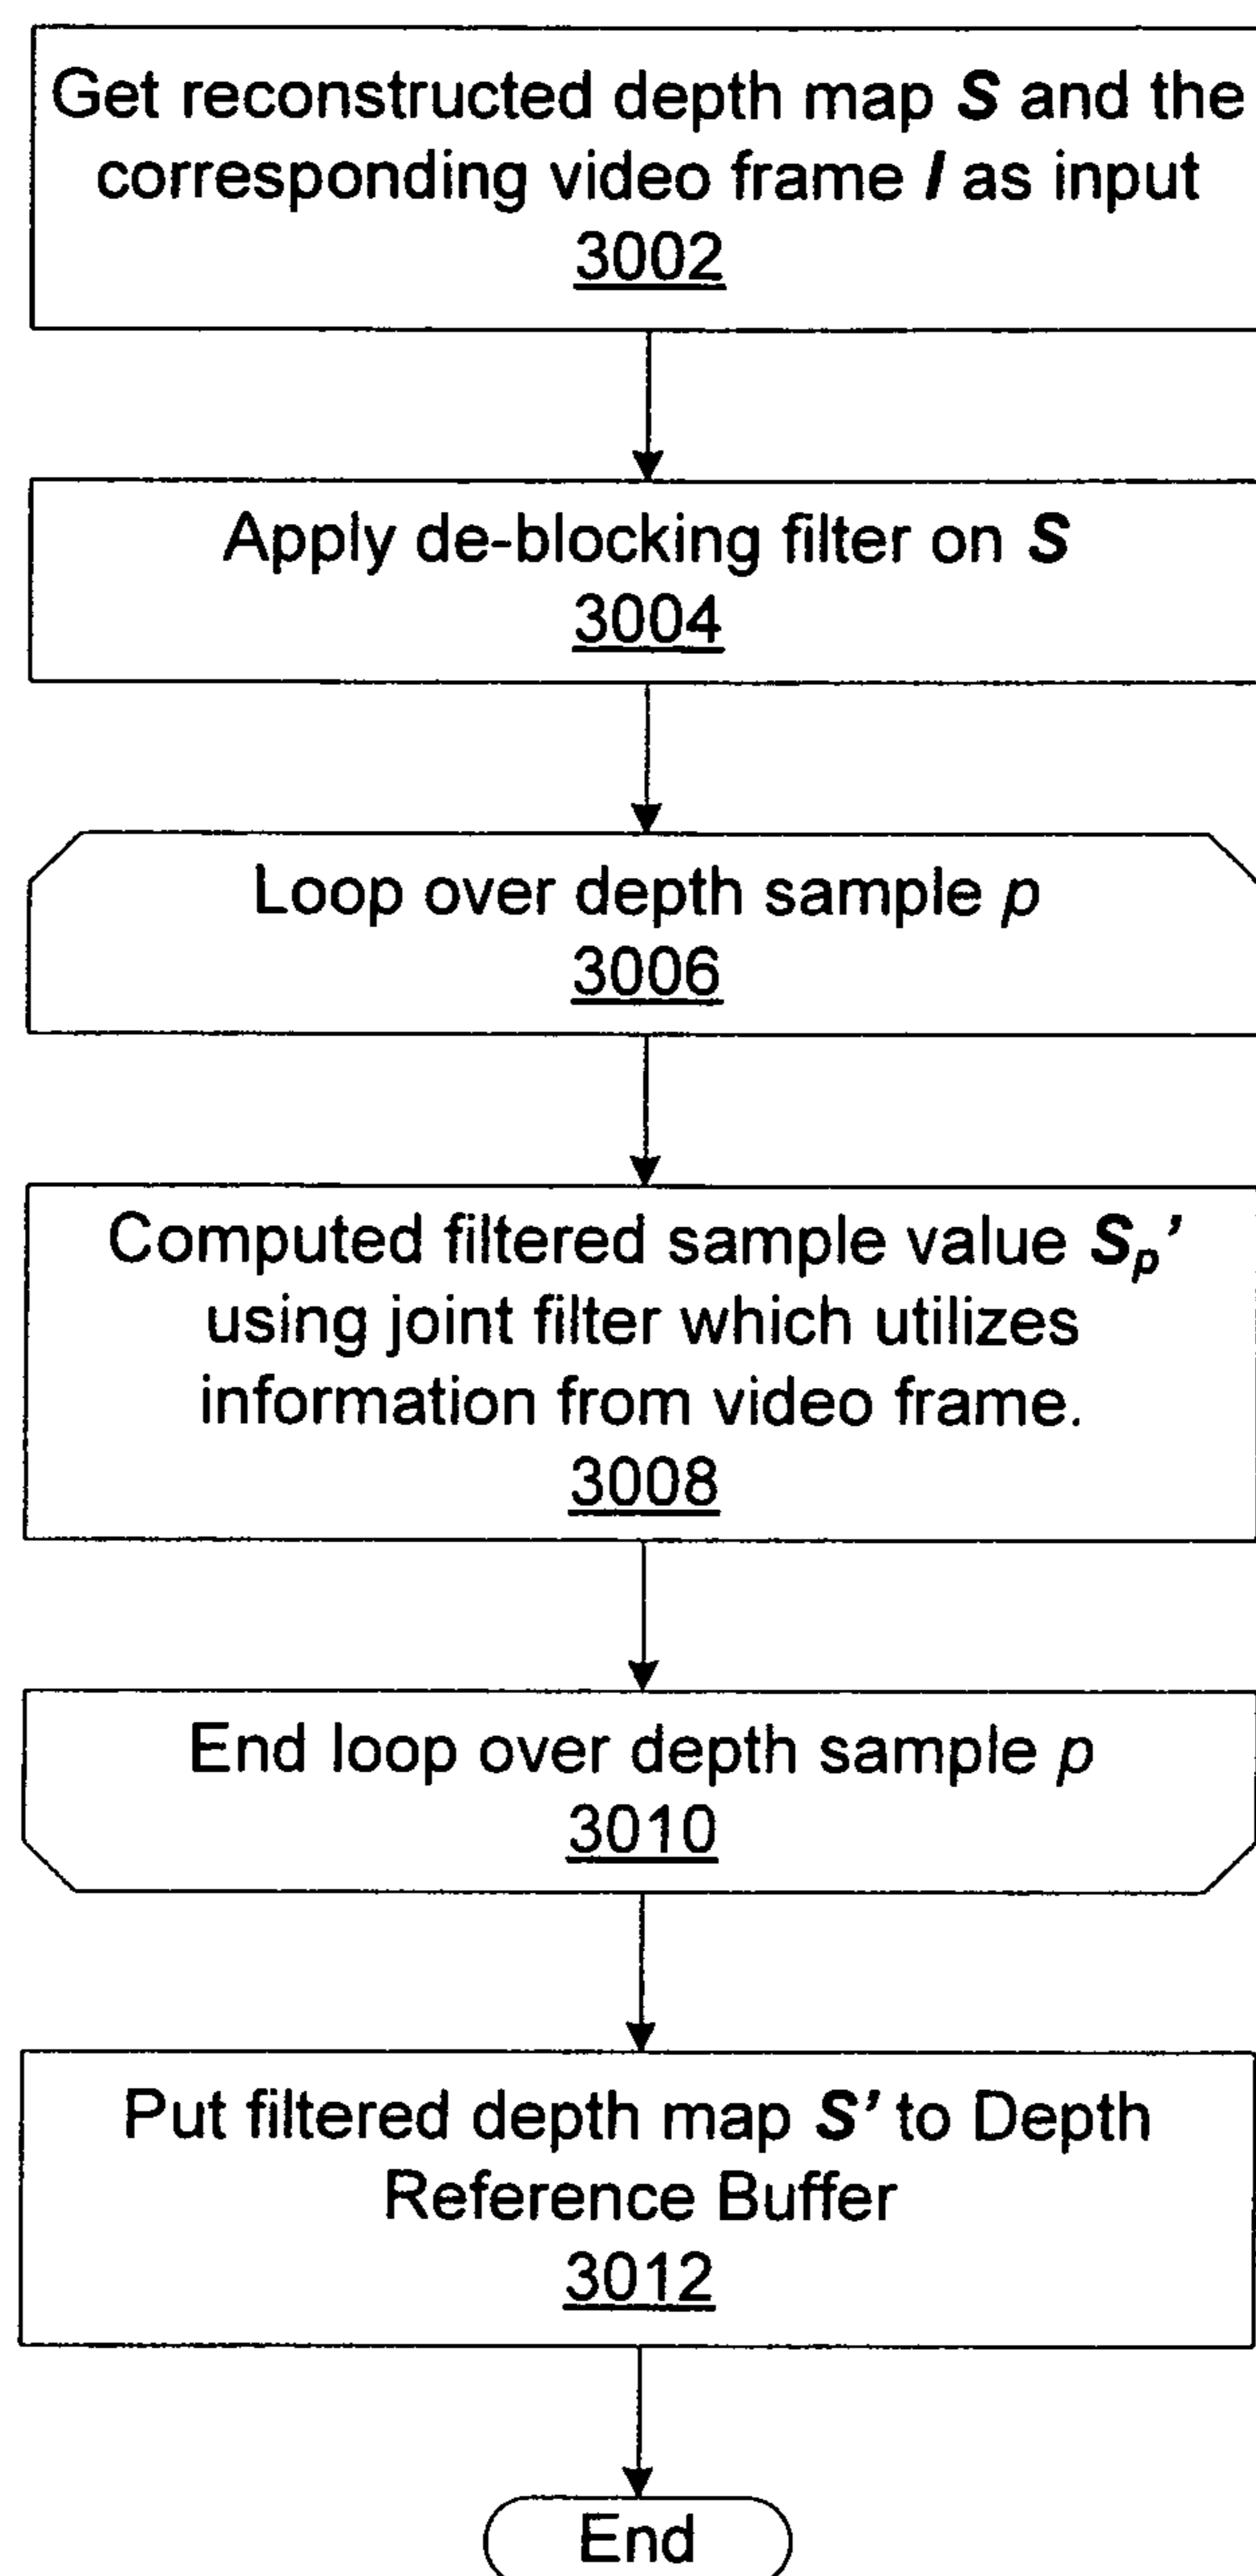 Get reconstructed depth map S and the
corresponding video frame I as input
3002
Apply de-blocking filter on S
3004
Loop over depth sample p
3006
Computed filtered sample value Sp'
using joint filter which utilizes
information from video frame.
3008
End loop over depth sample p
3010
Put filtered depth map S' to Depth
Reference Buffer
3012
End